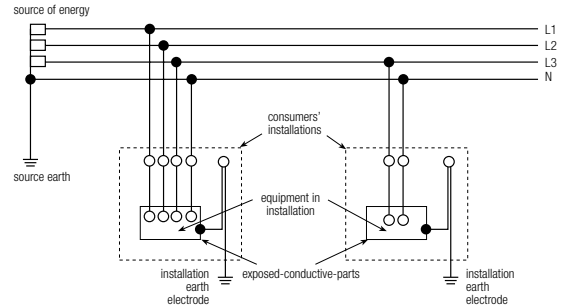 source of energy
L1
L2
L3
N
source earth
consumers'
installations
equipment in
installation
exposed-conductive-parts
installation
earth
electrode
installation
earth
electrode